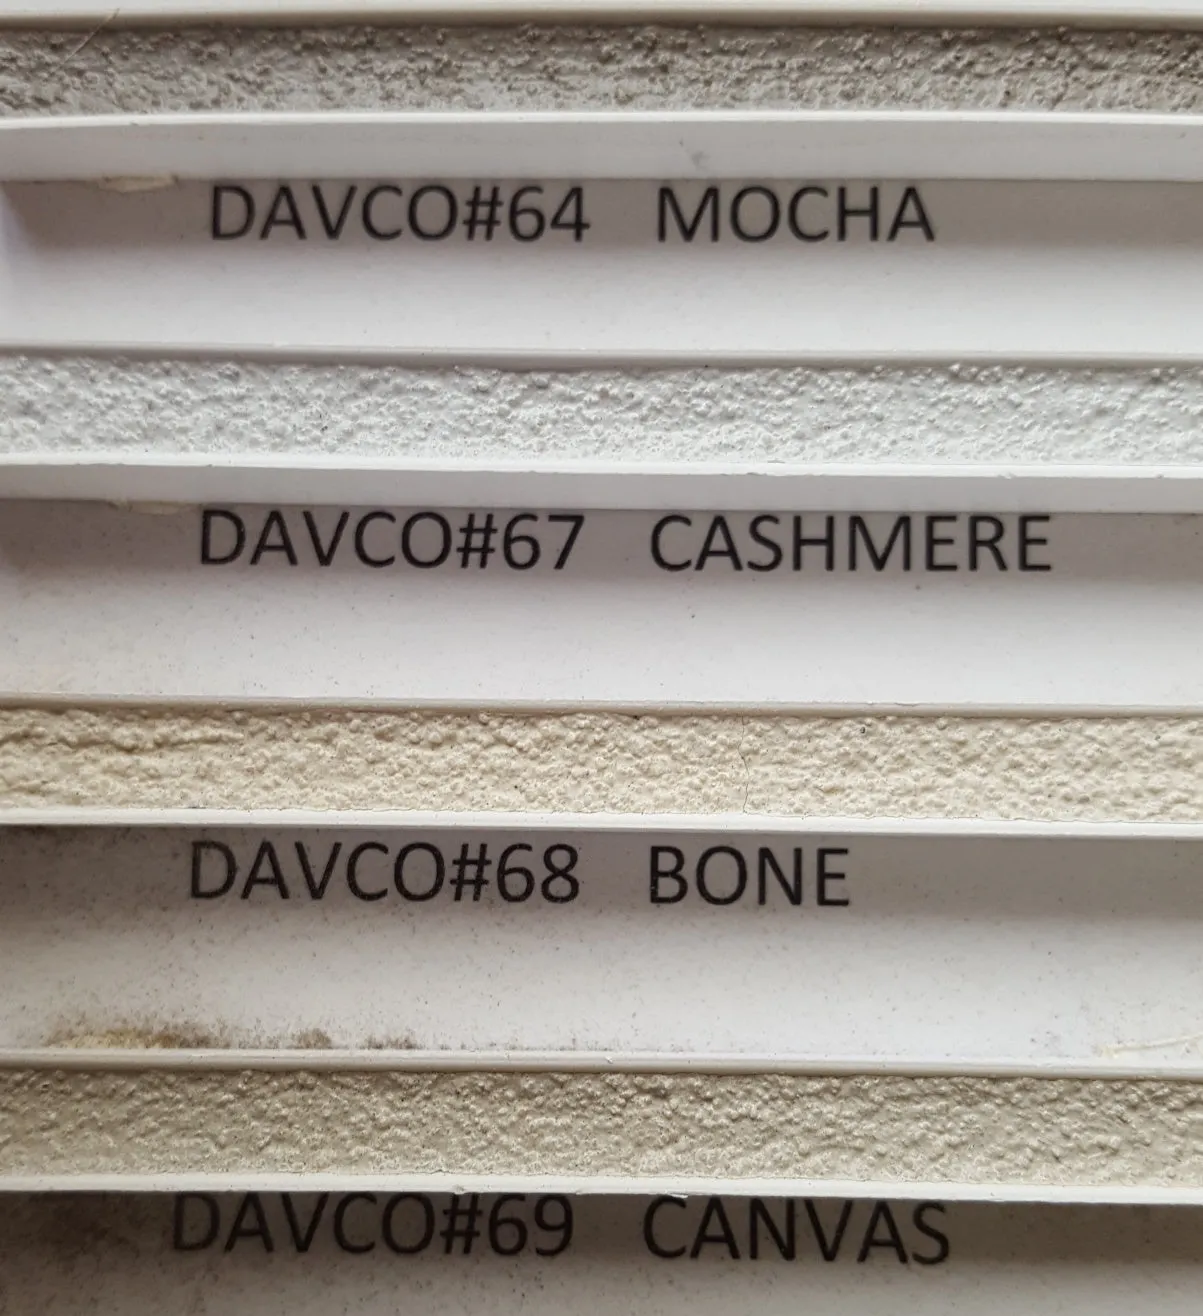 DAVCO#64 MOCHA
DAVCO#67 CASHMERE
DAVCO#68 BONE
DAVCO#69 CANVAS